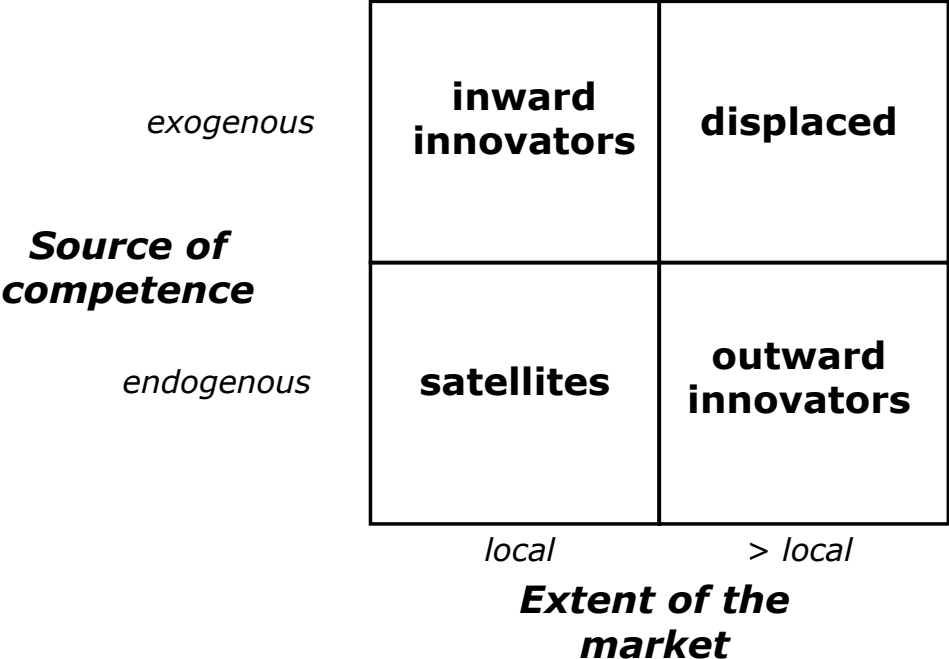 inward
innovators
displaced
exogenous
Source of
competence
endogenous
satellites
outward
innovators
local
> local
Extent of the
market